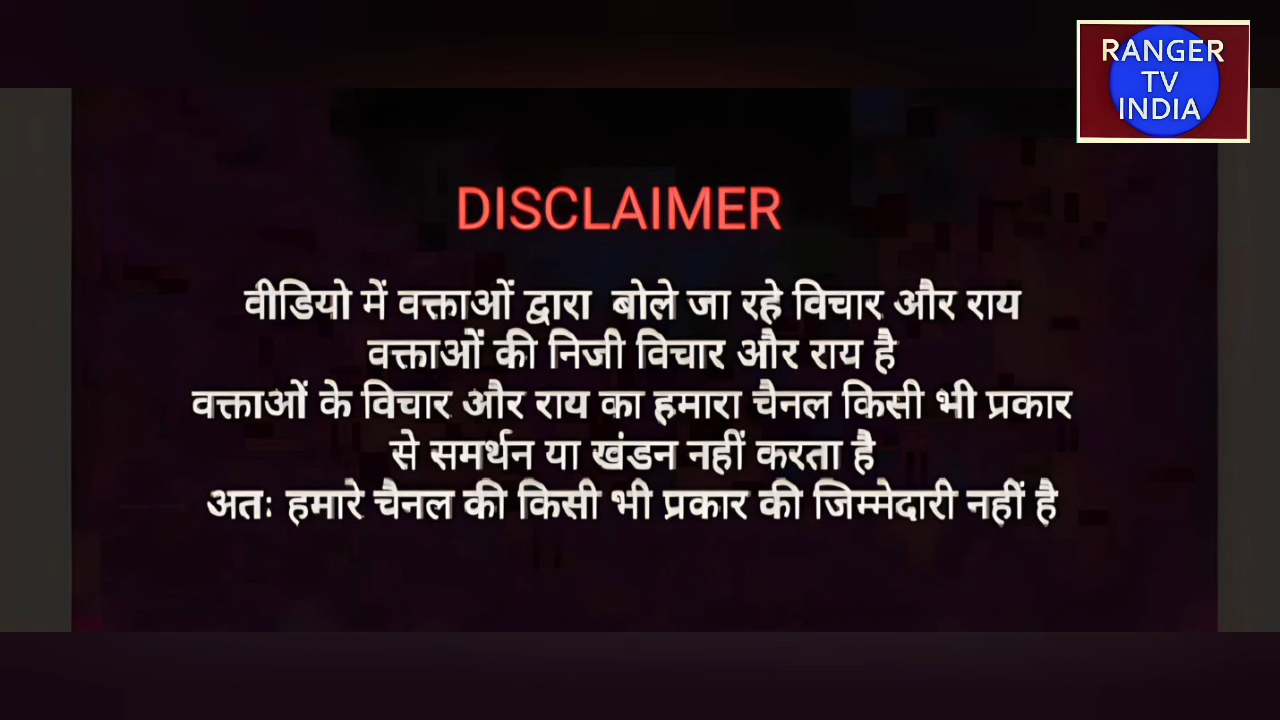 RANGER
TV
INDIA
DISCLAIMER
वीडियो में वक्ताओं द्वारा बोले जा रहे विचार और राय
वक्ताओं की निजी विचार और राय है
वक्ताओं के विचार और राय का हमारा चैनल किसी भी प्रकार
से समर्थन या खंडन नहीं करता है
अतः हमारे चैनल की किसी भी प्रकार की जिम्मेदारी नहीं है